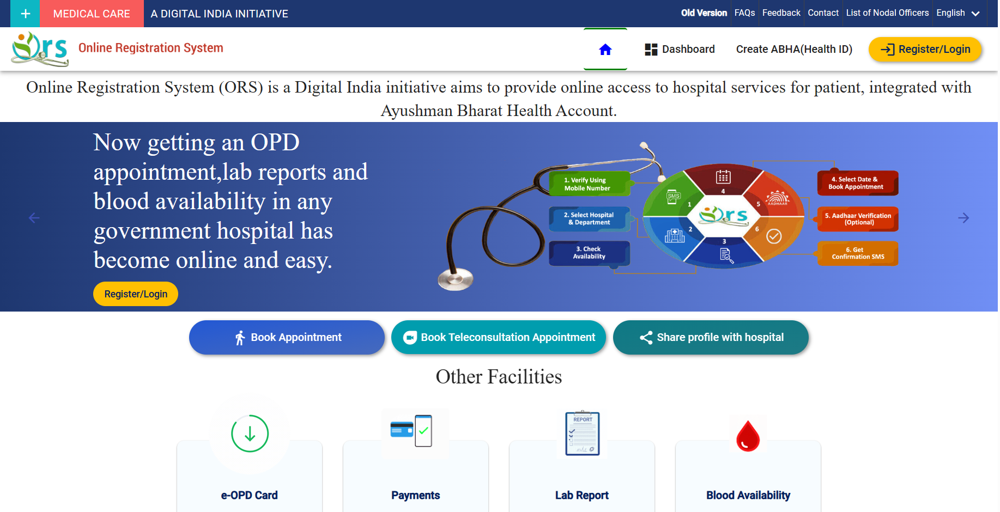 MEDICAL CARE
A DIGITAL INDIA INITIATIVE
Old Version
FAQs
Feedback
Contact
List of Nodal Officers
English
Ors
Online Registration System
Dashboard
Create ABHA(Health ID)
Register/Login
Online Registration System (ORS) is a Digital India initiative aims to provide online access to hospital services for patient, integrated with
Ayushman Bharat Health Account.
Now getting an OPD
appointment,lab reports and
blood availability in any
government hospital has
become online and easy.
Register/Login
1. Verify Using
Mobile Number
2. Select Hospital
& Department
3. Check
Availability
SMS
1
2
3
4
5
6
AADHAAR
Ors
4. Select Date &
Book Appointment
5. Aadhaar Verification
(Optional)
6. Get
Confirmation SMS
Book Appointment
Book Teleconsultation Appointment
Share profile with hospital
Other Facilities
REPORT
e-OPD Card
Payments
Lab Report
Blood Availability